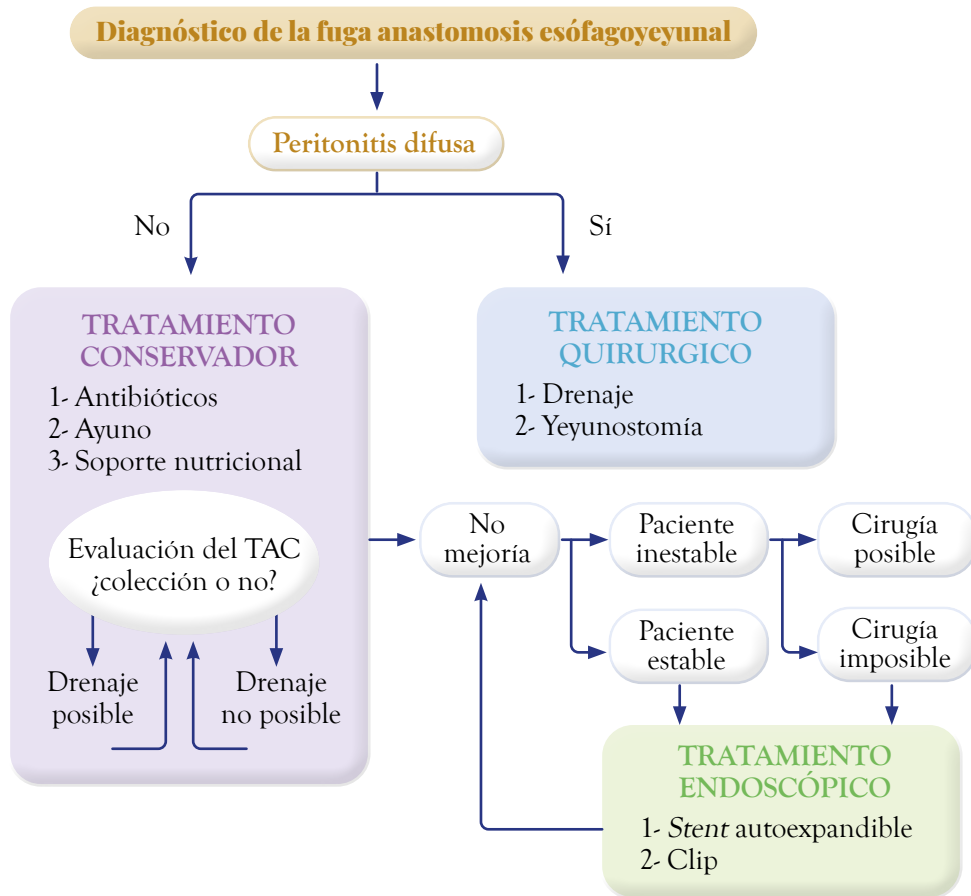 Diagnóstico de la fuga anastomosis esófagoyeyunal
Peritonitis difusa
No
Sí
TRATAMIENTO
CONSERVADOR
1- Antibióticos
2- Ayuno
3- Soporte nutricional
Evaluación del TAC
¿colección o no?
Drenaje
posible
Drenaje
no posible
TRATAMIENTO
QUIRURGICO
1- Drenaje
2- Yeyunostomía
No
mejoría
Paciente
inestable
Cirugía
posible
Paciente
estable
Cirugía
imposible
TRATAMIENTO
ENDOSCÓPICO
1- Stent autoexpandible
2- Clip